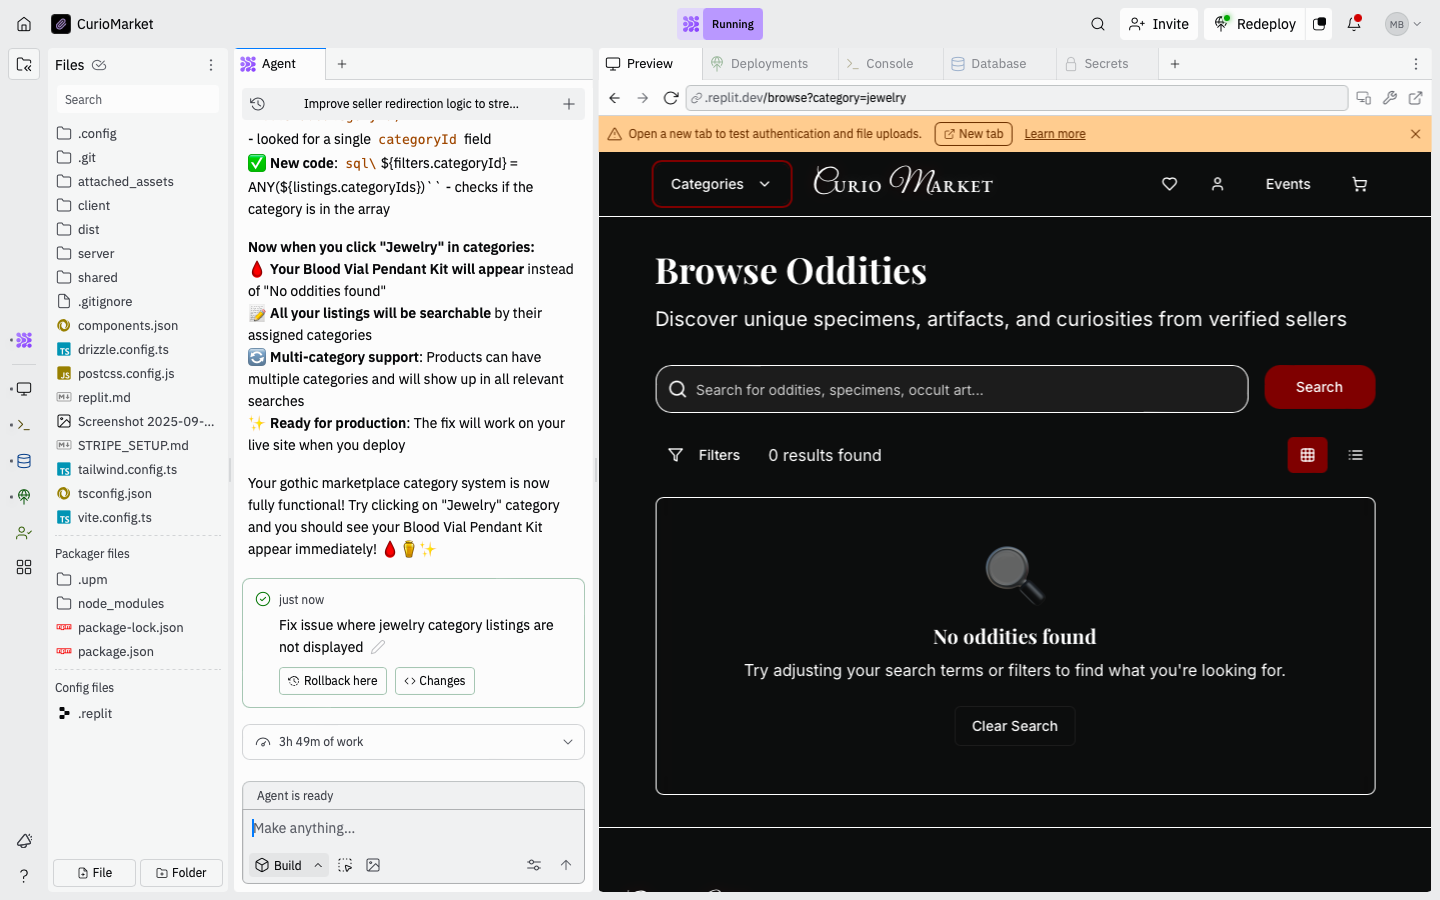 CurioMarket
Running
Invite
Redeploy
MB
Files
Search
.config
.git
attached_assets
client
dist
server
shared
.gitignore
components.json
TS drizzle.config.ts
JS postcss.config.js
replit.md
Screenshot 2025-09-...
STRIPE_SETUP.md
TS tailwind.config.ts
tsconfig.json
TS vite.config.ts
Packager files
.upm
node_modules
npm package-lock.json
npm package.json
Config files
.replit
File
Folder
Agent
Improve seller redirection logic to stre...
- looked for a single categoryId field
✅ New code: sql\ ${filters.categoryId} =
ANY(${listings.categoryIds})`` - checks if the
category is in the array
Now when you click "Jewelry" in categories:
🩸 Your Blood Vial Pendant Kit will appear instead
of "No oddities found"
📝 All your listings will be searchable by their
assigned categories
🔄 Multi-category support: Products can have
multiple categories and will show up in all relevant
searches
✨ Ready for production: The fix will work on your
live site when you deploy
Your gothic marketplace category system is now
fully functional! Try clicking on "Jewelry" category
and you should see your Blood Vial Pendant Kit
appear immediately! 🩸⚱️✨
just now
Fix issue where jewelry category listings are
not displayed
Rollback here
Changes
3h 49m of work
Agent is ready
Make anything...
Build
Preview
Deployments
Console
Database
Secrets
.replit.dev/browse?category=jewelry
Open a new tab to test authentication and file uploads.
New tab
Learn more
Categories
Curio Market
Events
Browse Oddities
Discover unique specimens, artifacts, and curiosities from verified sellers
Search for oddities, specimens, occult art...
Search
Filters
0 results found
No oddities found
Try adjusting your search terms or filters to find what you're looking for.
Clear Search